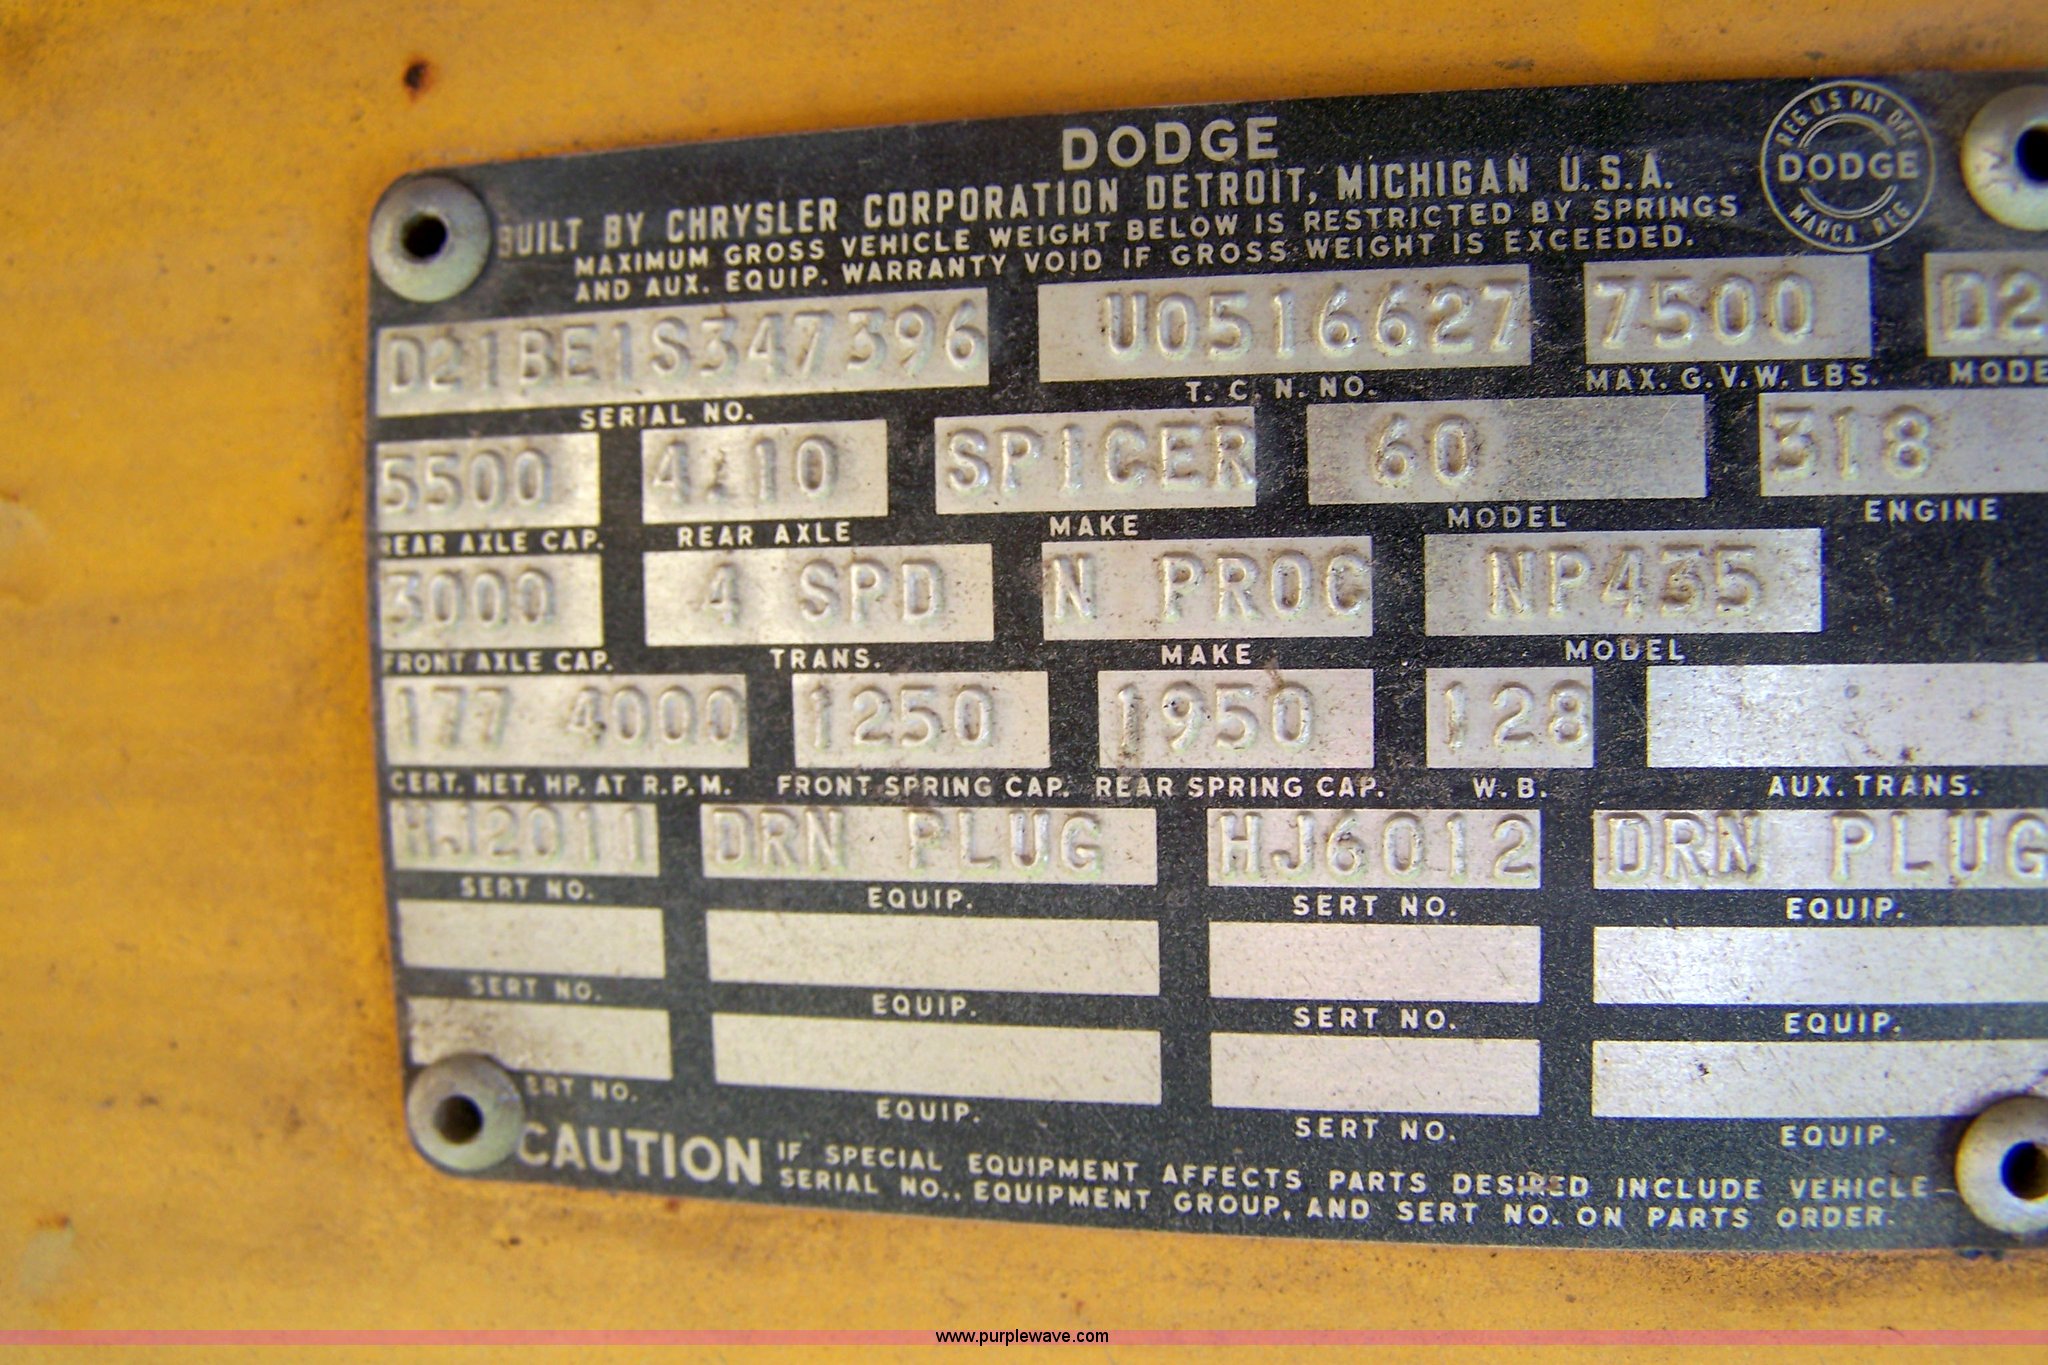 DODGE
BUILT BY CHRYSLER CORPORATION DETROIT, MICHIGAN U.S.A.
MAXIMUM GROSS VEHICLE WEIGHT BELOW IS RESTRICTED BY SPRINGS
AND AUX. EQUIP. WARRANTY VOID IF GROSS WEIGHT IS EXCEEDED.
REG U.S PAT OFF
DODGE
MARCA REG
D21BE1S347396 U0516627 7500 D2
SERIAL NO. T. C. N. NO. MAX. G.V.W. LBS. MODE
5500 4.10 SPICER 60 318
REAR AXLE CAP. REAR AXLE MAKE MODEL ENGINE
3000 4 SPD N PROC NP435
FRONT AXLE CAP. TRANS. MAKE MODEL
177 4000 1250 1950 128
CERT. NET. HP. AT R.P.M. FRONT SPRING CAP. REAR SPRING CAP. W.B. AUX. TRANS.
HJ2011 DRN PLUG HJ6012 DRN PLUG
SERT NO. EQUIP. SERT NO. EQUIP.
SERT NO. EQUIP. SERT NO. EQUIP.
SERT NO. EQUIP. SERT NO. EQUIP.
CAUTION IF SPECIAL EQUIPMENT AFFECTS PARTS DESIRED INCLUDE VEHICLE
SERIAL NO., EQUIPMENT GROUP, AND SERT NO. ON PARTS ORDER.
www.purplewave.com